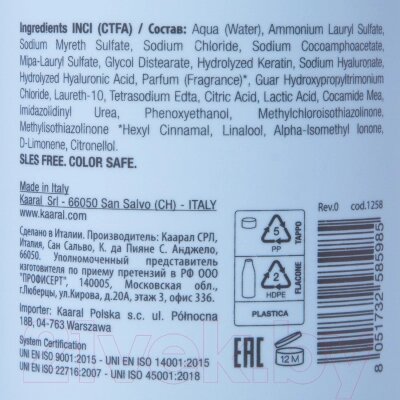 Ingredients INCI (CTFA) / Состав: Aqua (Water), Ammonium Lauryl Sulfate,
Sodium Myreth Sulfate, Sodium Chloride, Sodium Cocoamphoacetate,
Mipa-Lauryl Sulfate, Glycol Distearate, Hydrolyzed Keratin, Sodium Hyaluronate,
Hydrolyzed Hyaluronic Acid, Parfum (Fragrance)*, Guar Hydroxypropyltrimonium
Chloride, Laureth-10, Tetrasodium Edta, Citric Acid, Lactic Acid, Cocamide Mea,
Imidazolidinyl Urea, Phenoxyethanol, Methylchloroisothiazolinone,
Methylisothiazolinone *Hexyl Cinnamal, Linalool, Alpha-Isomethyl Ionone,
D-Limonene, Citronellol.
SLES FREE. COLOR SAFE.
Made in Italy
Kaaral Srl - 66050 San Salvo (CH) - ITALY
www.kaaral.com
Rev.0 cod.1258
Сделано в Италии. Производитель: Каарал СРЛ,
Италия, Сан Сальво, К. да Пияне С. Анджело,
66050. Уполномоченный представитель
изготовителя по приему претензий в РФ ООО
"ПРОФИСЕРТ", 140005, Московская обл.,
г.Люберцы, ул.Кирова, д.20А, этаж 3, офис 336.
Importer: Kaaral Polska s.c. ul. Północna
18B, 04-763 Warszawa
System Certification
UNI EN ISO 9001:2015 - UNI EN ISO 14001:2015
UNI EN ISO 22716:2007 - UNI ISO 45001:2018
5
PP
TAPPO
2
HDPE
FLACONE
PLASTICA
EAC
12 M
8 051732 585985
livelyk.by